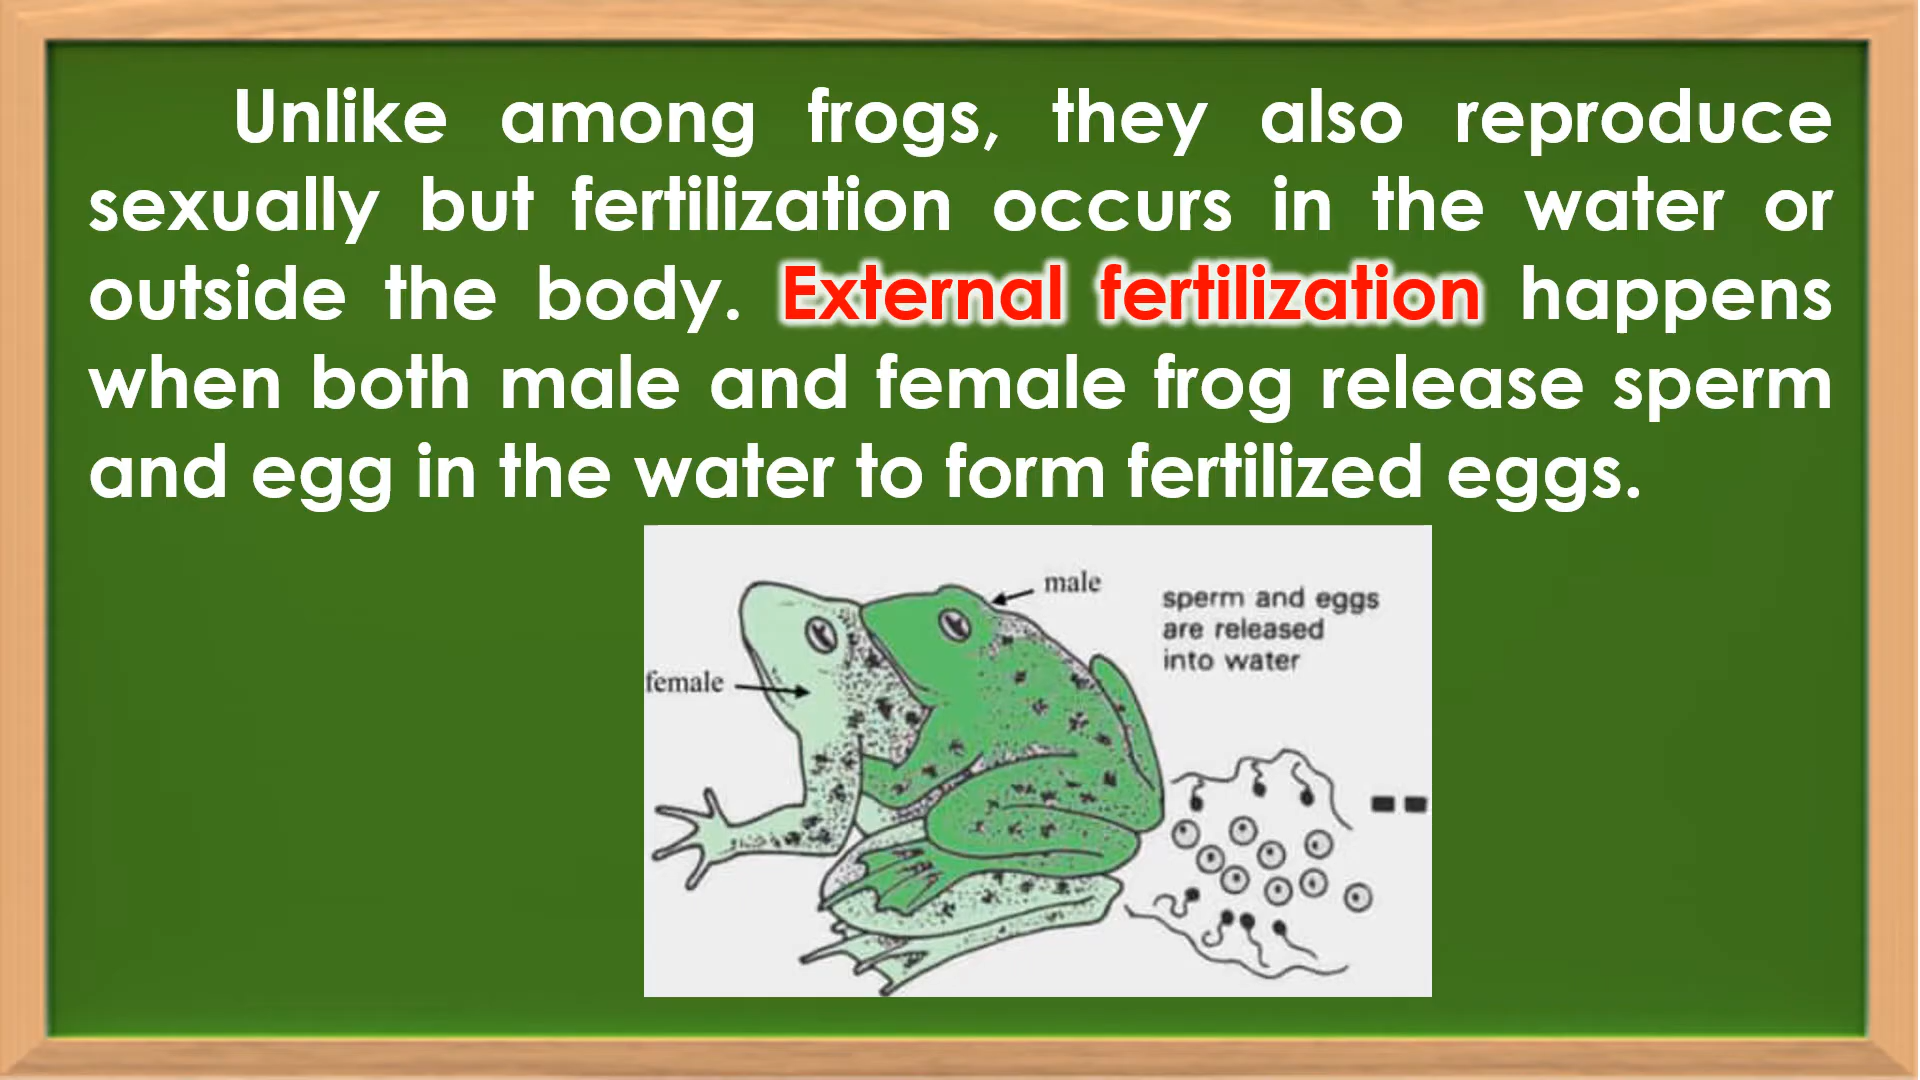 Unlike among frogs, they also reproduce
sexually but fertilization occurs in the water or
outside the body. External fertilization happens
when both male and female frog release sperm
and egg in the water to form fertilized eggs.
male
sperm and eggs
are released
into water
female